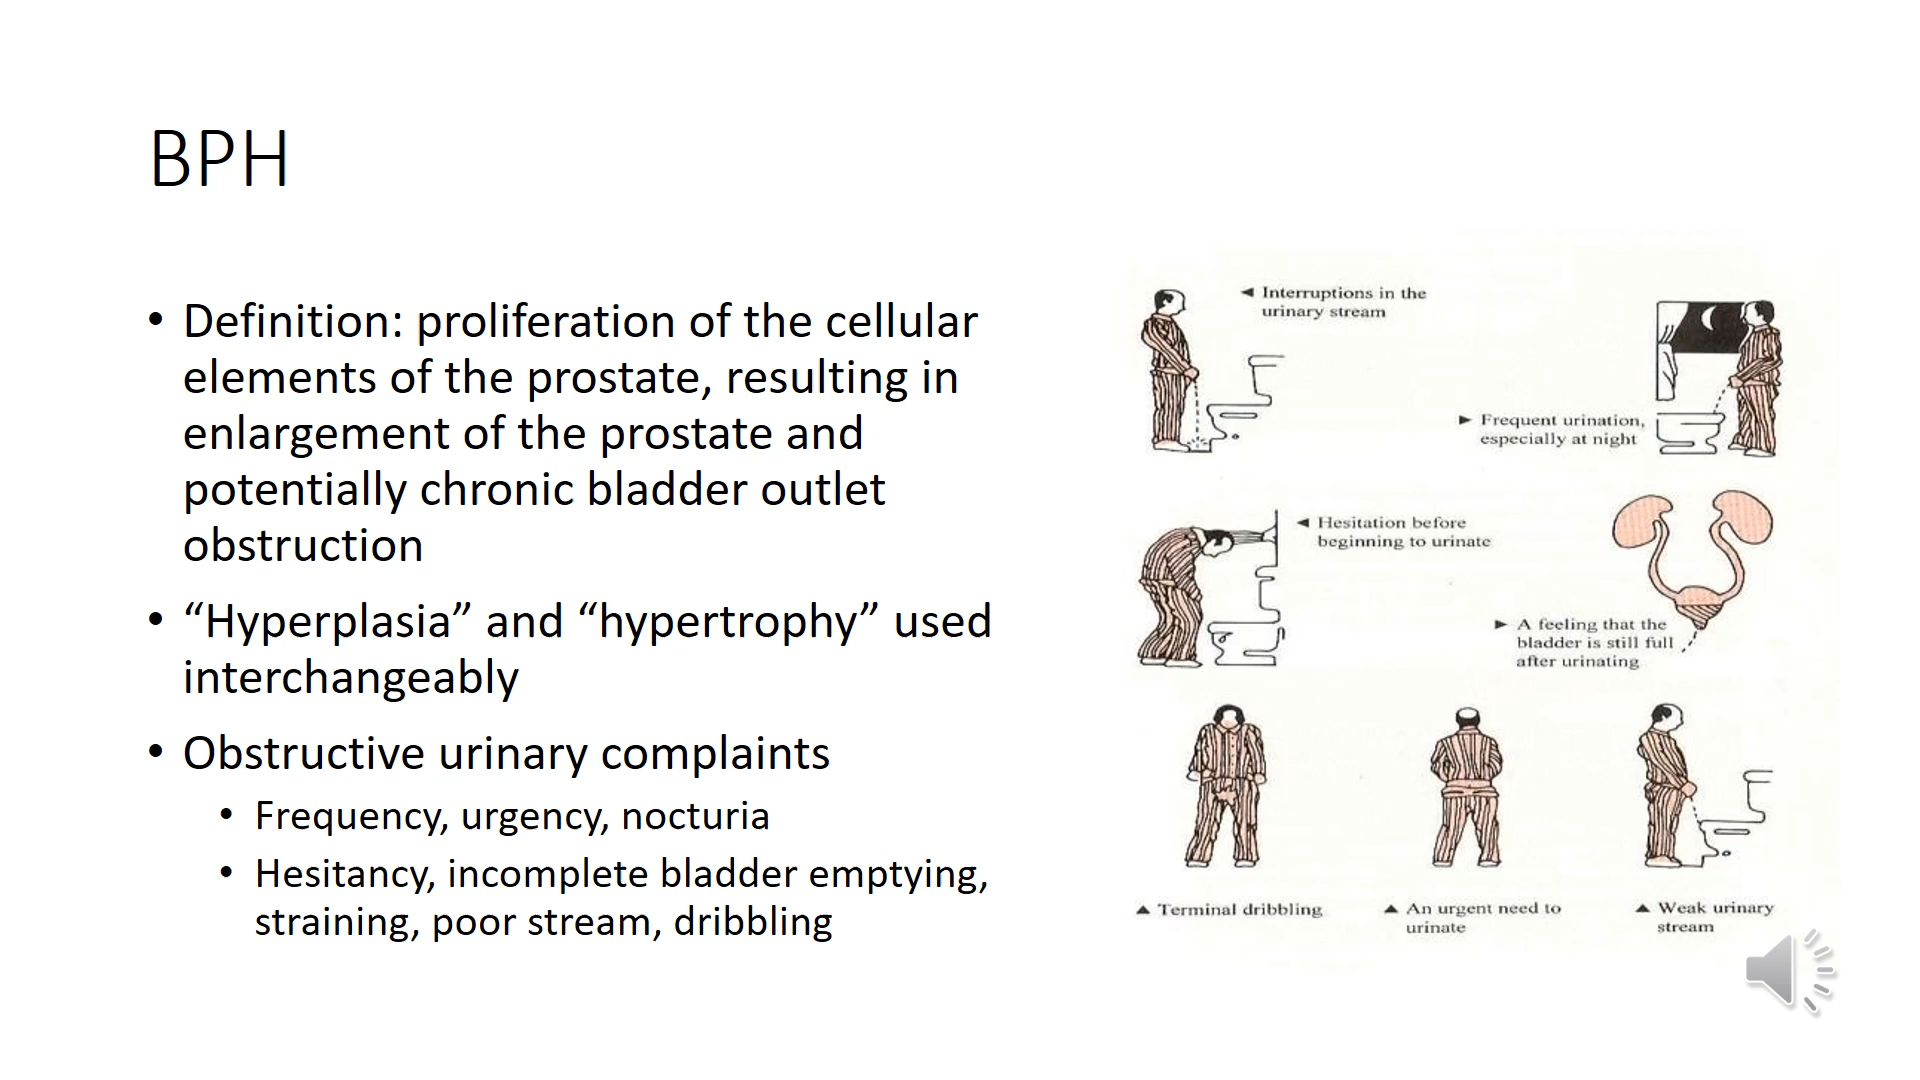 BPH
• Definition: proliferation of the cellular
elements of the prostate, resulting in
enlargement of the prostate and
potentially chronic bladder outlet
obstruction
• “Hyperplasia” and “hypertrophy” used
interchangeably
• Obstructive urinary complaints
• Frequency, urgency, nocturia
• Hesitancy, incomplete bladder emptying,
straining, poor stream, dribbling
◄ Interruptions in the
urinary stream
► Frequent urination,
especially at night
◄ Hesitation before
beginning to urinate
► A feeling that the
bladder is still full
after urinating
▲ Terminal dribbling
▲ An urgent need to
urinate
▲ Weak urinary
stream